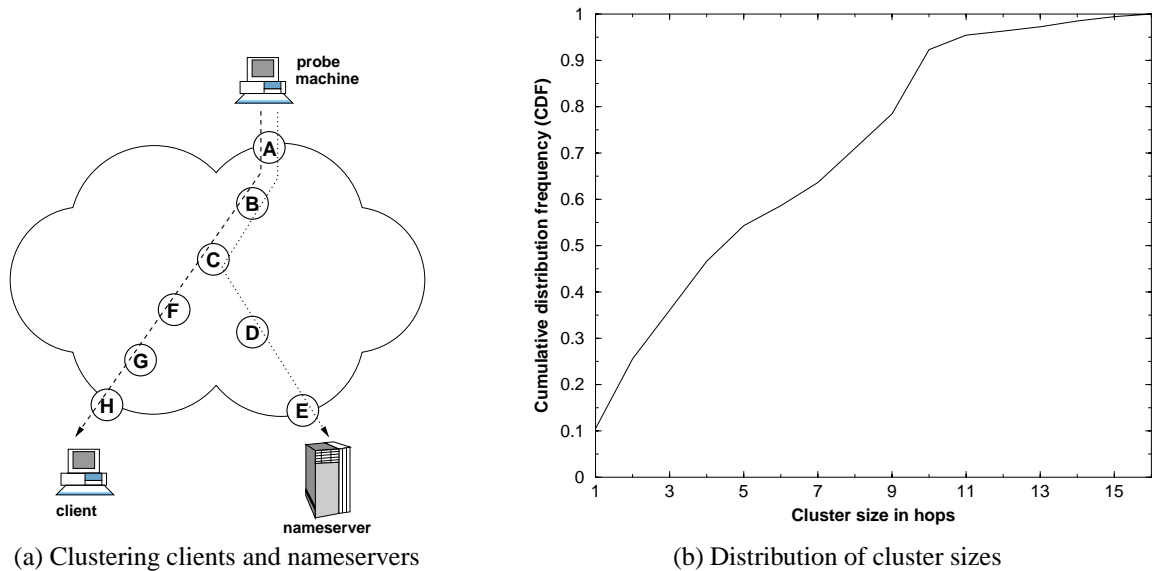 probe
machine
A
B
C
F
D
G
H
E
client
nameserver
(a) Clustering clients and nameservers
1
0.9
0.8
0.7
0.6
0.5
0.4
0.3
0.2
0.1
0
Cumulative distribution frequency (CDF)
1 3 5 7 9 11 13 15
Cluster size in hops
(b) Distribution of cluster sizes